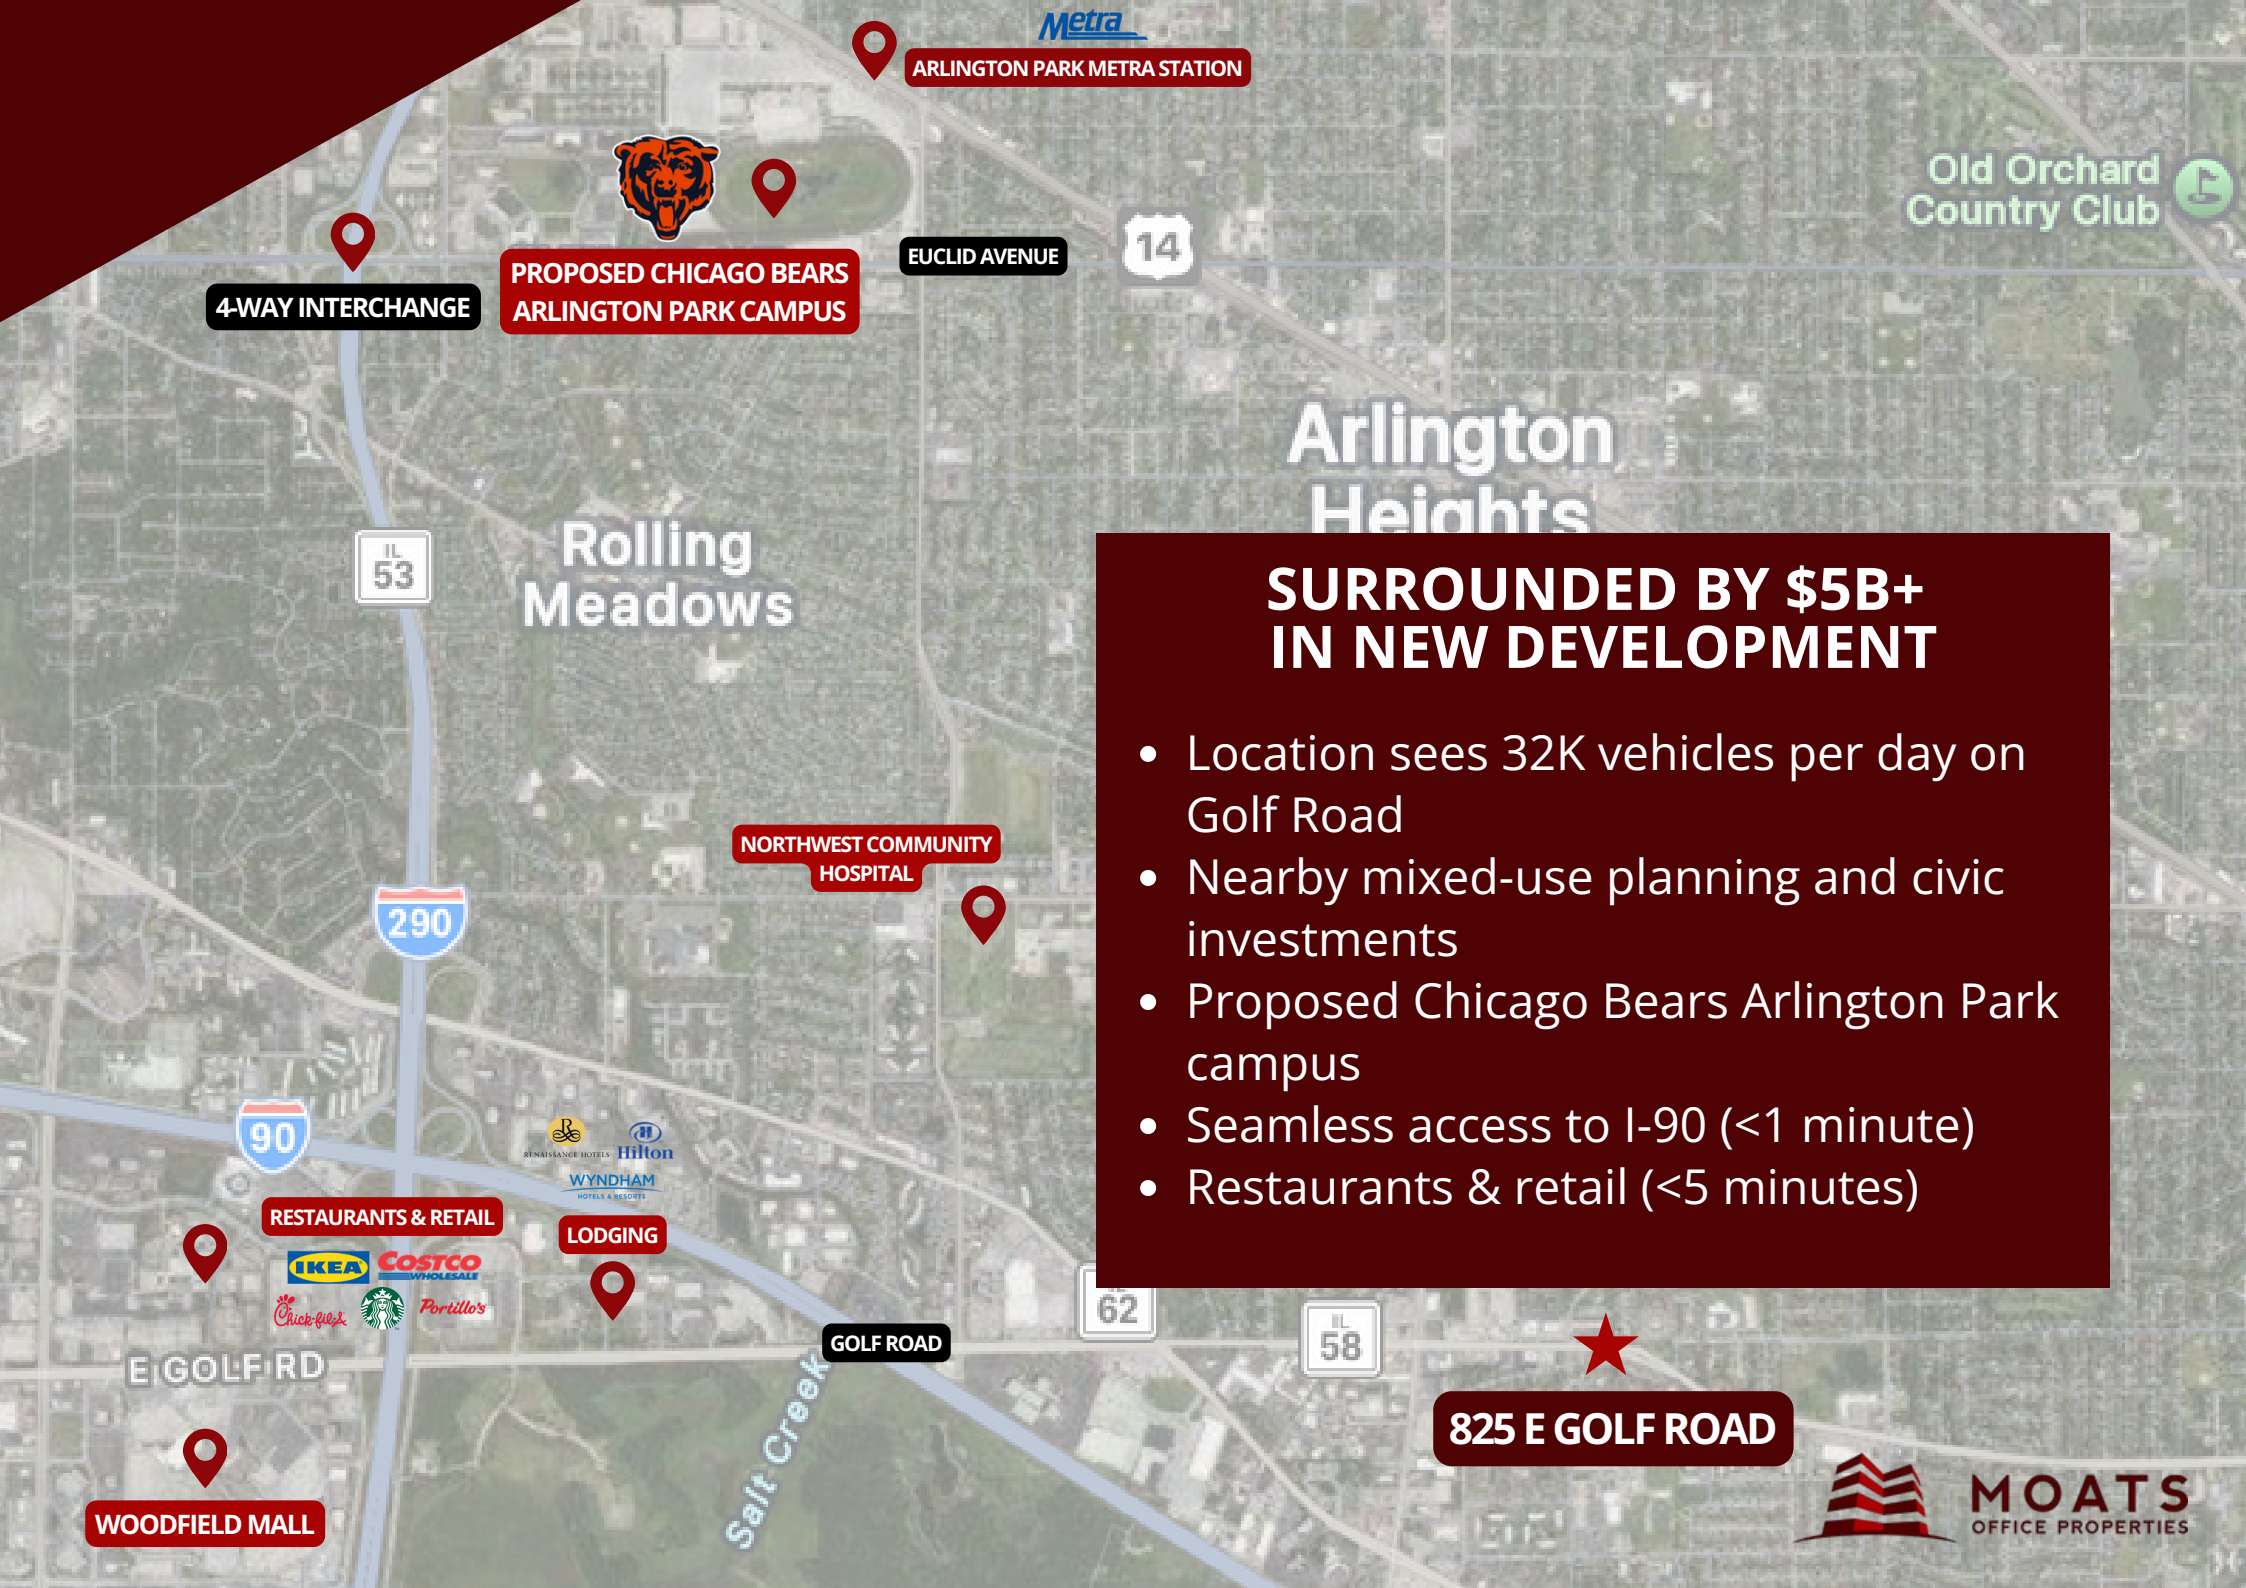 Metra
ARLINGTON PARK METRA STATION
Old Orchard
Country Club
EUCLID AVENUE
14
4-WAY INTERCHANGE
PROPOSED CHICAGO BEARS
ARLINGTON PARK CAMPUS
Arlington
Heights
IL
53
Rolling
Meadows
SURROUNDED BY $5B+
IN NEW DEVELOPMENT
• Location sees 32K vehicles per day on
Golf Road
• Nearby mixed-use planning and civic
investments
• Proposed Chicago Bears Arlington Park
campus
• Seamless access to I-90 (<1 minute)
• Restaurants & retail (<5 minutes)
NORTHWEST COMMUNITY
HOSPITAL
290
90
R
RENAISSANCE HOTELS
H
Hilton
WYNDHAM
HOTELS & RESORTS
RESTAURANTS & RETAIL
LODGING
IKEA
COSTCO
WHOLESALE
Chick-fil-A
Portillo's
62
IL
58
GOLF ROAD
E GOLF RD
Salt Creek
825 E GOLF ROAD
WOODFIELD MALL
MOATS
OFFICE PROPERTIES